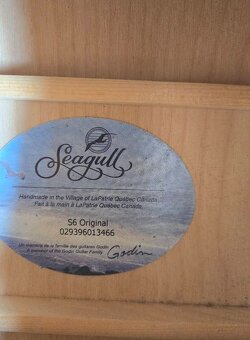 Seagull
Handmade in the Village of LaPatrie Québec Canada.
Fait à la main à LaPatrie Québec, Canada.
S6 Original
029396013466
Un membre de la famille des guitares Godin
A member of the Godin Guitar Family
Godin